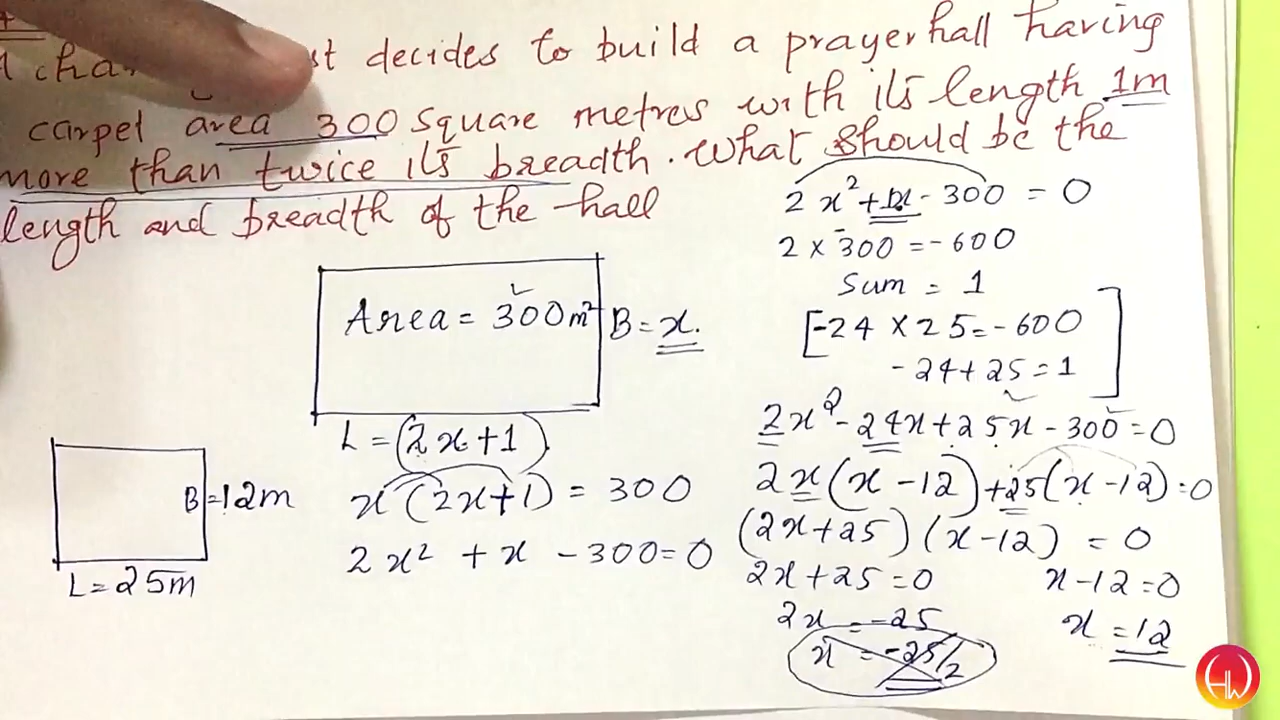 st decides to build a prayer hall having
carpet area 300 square metres with its length 1m
more than twice its breadth. What should be the
length and breadth of the hall
Area = 300m²
B = x.
L = (2x+1)
x(2x+1) = 300
2x² + x - 300 = 0
B = 12m
L = 25m
2x² + 1x - 300 = 0
2 × -300 = -600
Sum = 1
[-24 × 25 = -600
-24+25 = 1]
2x² - 24x + 25x - 300 = 0
2x(x - 12) + 25(x - 12) = 0
(2x+25)(x-12) = 0
2x+25 = 0
2x = -25
x = -25/2
x - 12 = 0
x = 12
HW